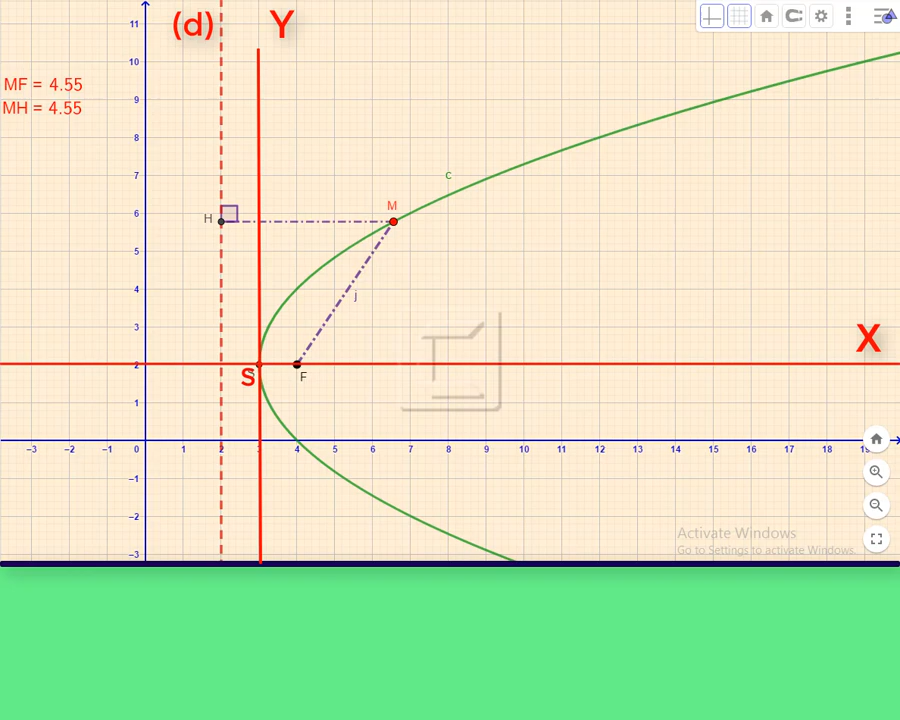 (d) Y
11
10
MF = 4.55
9
MH = 4.55
8
7
c
M
6
H
5
4
j
3
X
2
S
F
1
-3 -2 -1 0 1 2 3 4 5 6 7 8 9 10 11 12 13 14 15 16 17 18 19
-1
-2
Activate Windows
Go to Settings to activate Windows.
-3